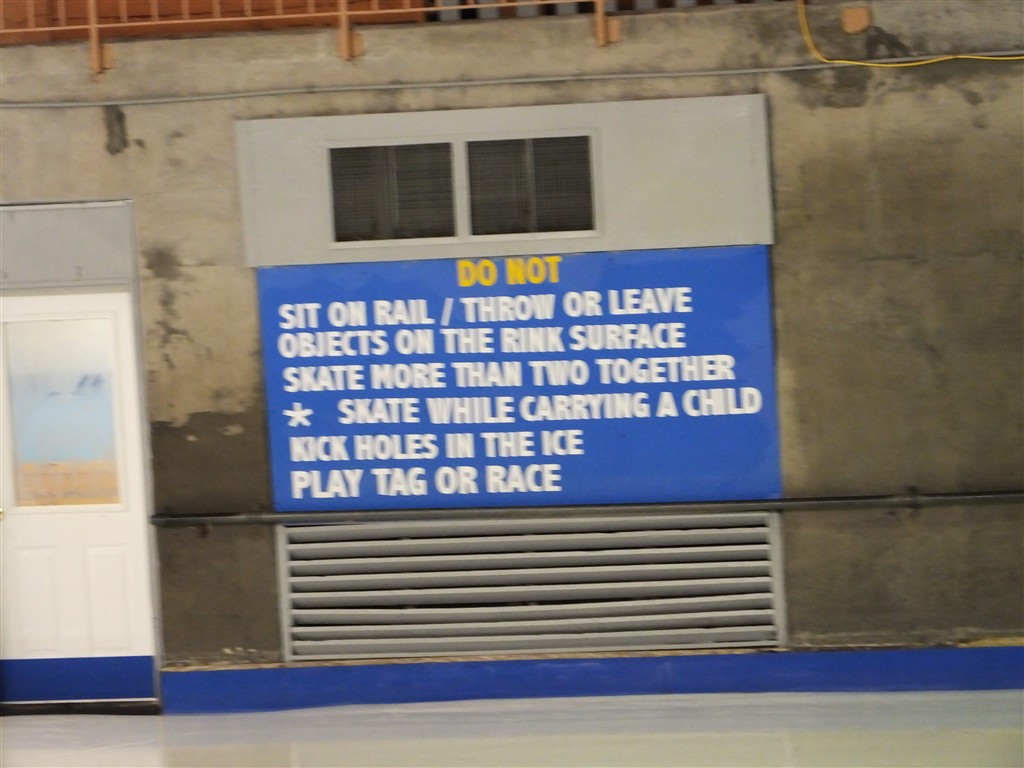 DO NOT
SIT ON RAIL / THROW OR LEAVE
OBJECTS ON THE RINK SURFACE
SKATE MORE THAN TWO TOGETHER
* SKATE WHILE CARRYING A CHILD
KICK HOLES IN THE ICE
PLAY TAG OR RACE